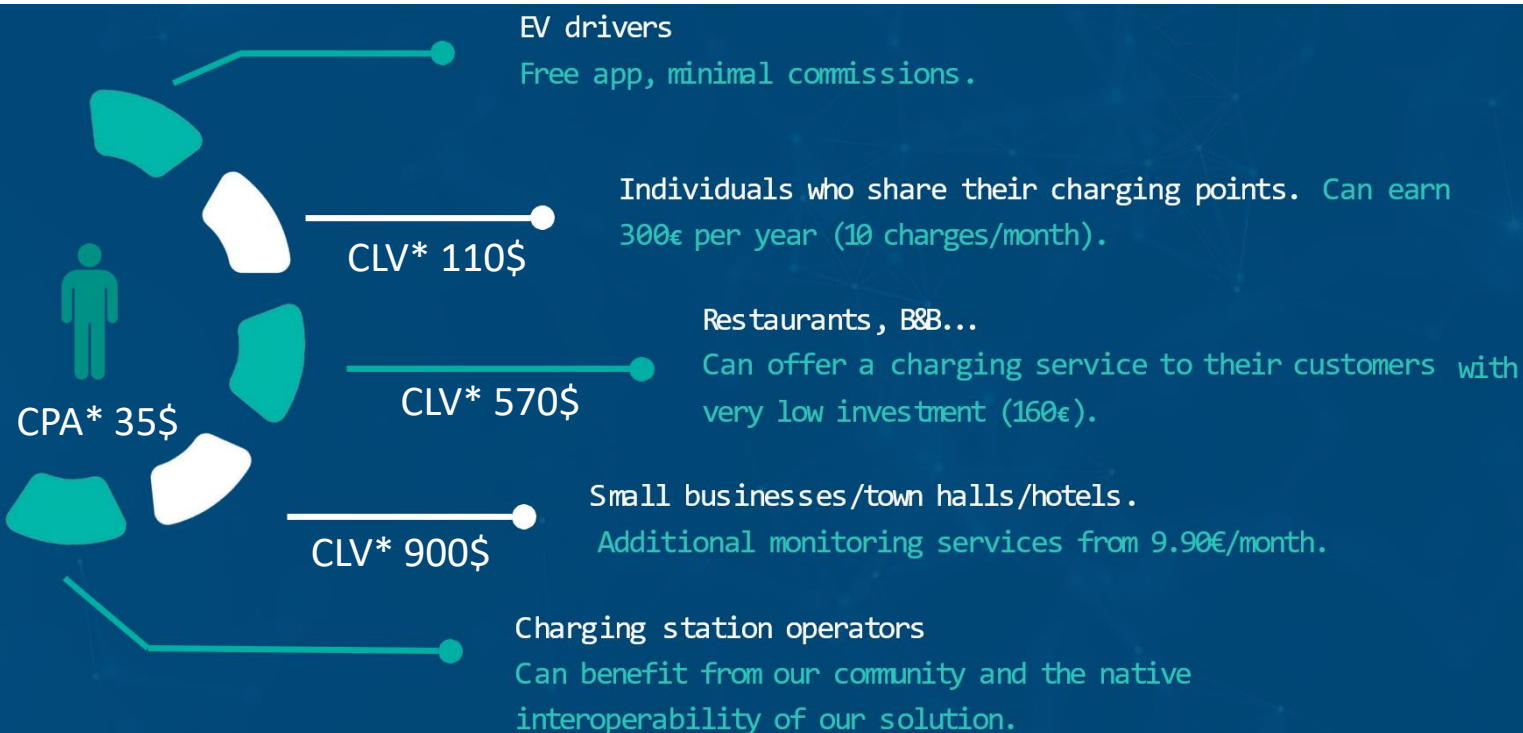 EV drivers
Free app, minimal commissions.
Individuals who share their charging points. Can earn
300€ per year (10 charges/month).
CLV* 110$
Restaurants, B&B...
Can offer a charging service to their customers with
very low investment (160€).
CLV* 570$
CPA* 35$
Small businesses/town halls/hotels.
Additional monitoring services from 9.90€/month.
CLV* 900$
Charging station operators
Can benefit from our community and the native
interoperability of our solution.